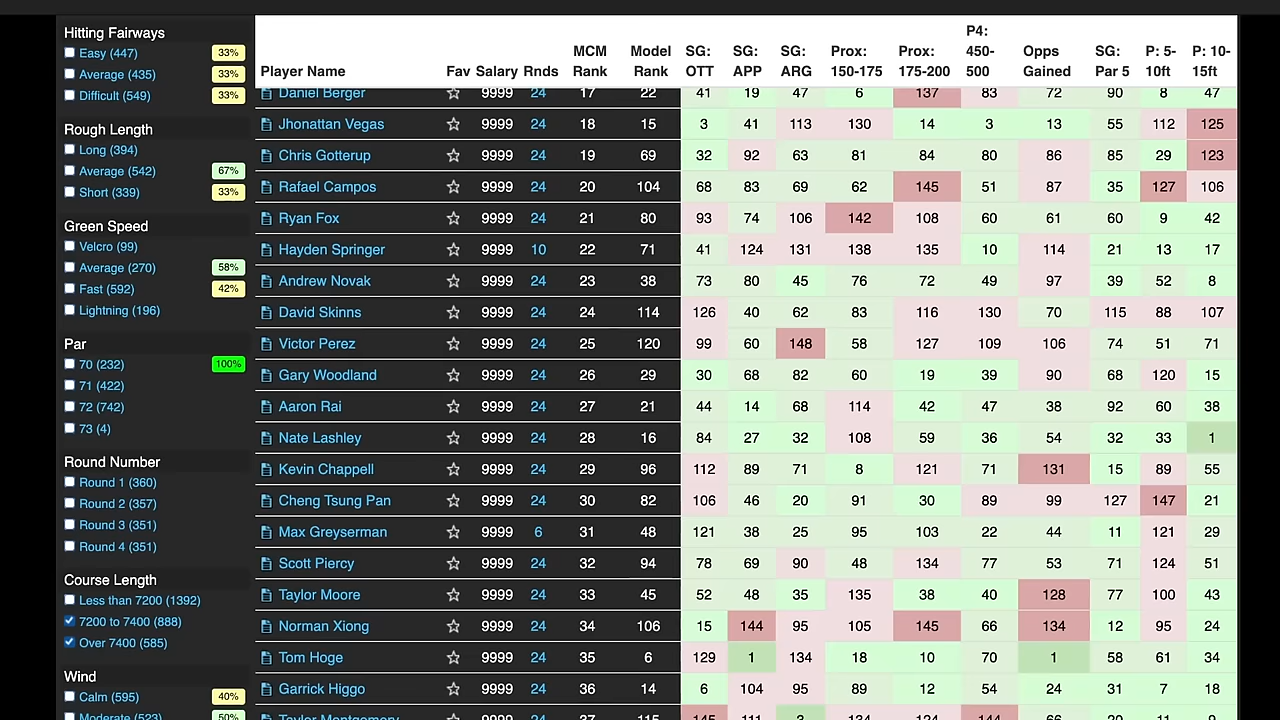 Hitting Fairways
Easy (447) 33%
Average (435) 33%
Difficult (549) 33%
Rough Length
Long (394)
Average (542) 67%
Short (339) 33%
Green Speed
Velcro (99)
Average (270) 58%
Fast (592) 42%
Lightning (196)
Par
70 (232) 100%
71 (422)
72 (742)
73 (4)
Round Number
Round 1 (360)
Round 2 (357)
Round 3 (351)
Round 4 (351)
Course Length
Less than 7200 (1392)
7200 to 7400 (888)
Over 7400 (585)
Wind
Calm (595) 40%
Moderate (523) 50%
Player Name Fav Salary Rnds MCM Rank Model Rank SG: OTT SG: APP SG: ARG Prox: 150-175 Prox: 175-200 P4: 450-500 Opps Gained SG: Par 5 P: 5-10ft P: 10-15ft
Daniel Berger 9999 24 17 22 41 19 47 6 137 83 72 90 8 47
Jhonattan Vegas 9999 24 18 15 3 41 113 130 14 3 13 55 112 125
Chris Gotterup 9999 24 19 69 32 92 63 81 84 80 86 85 29 123
Rafael Campos 9999 24 20 104 68 83 69 62 145 51 87 35 127 106
Ryan Fox 9999 24 21 80 93 74 106 142 108 60 61 60 9 42
Hayden Springer 9999 10 22 71 41 124 131 138 135 10 114 21 13 17
Andrew Novak 9999 24 23 38 73 80 45 76 72 49 97 39 52 8
David Skinns 9999 24 24 114 126 40 62 83 116 130 70 115 88 107
Victor Perez 9999 24 25 120 99 60 148 58 127 109 106 74 51 71
Gary Woodland 9999 24 26 29 30 68 82 60 19 39 90 68 120 15
Aaron Rai 9999 24 27 21 44 14 68 114 42 47 38 92 60 38
Nate Lashley 9999 24 28 16 84 27 32 108 59 36 54 32 33 1
Kevin Chappell 9999 24 29 96 112 89 71 8 121 71 131 15 89 55
Cheng Tsung Pan 9999 24 30 82 106 46 20 91 30 89 99 127 147 21
Max Greyserman 9999 6 31 48 121 38 25 95 103 22 44 11 121 29
Scott Piercy 9999 24 32 94 78 69 90 48 134 77 53 71 124 51
Taylor Moore 9999 24 33 45 52 48 35 135 38 40 128 77 100 43
Norman Xiong 9999 24 34 106 15 144 95 105 145 66 134 12 95 24
Tom Hoge 9999 24 35 6 129 1 134 18 10 70 1 58 61 34
Garrick Higgo 9999 24 36 14 6 104 95 89 12 54 24 31 7 18
Taylor Montgomery 9999 24 37 115 145 111 3 134 124 144 66